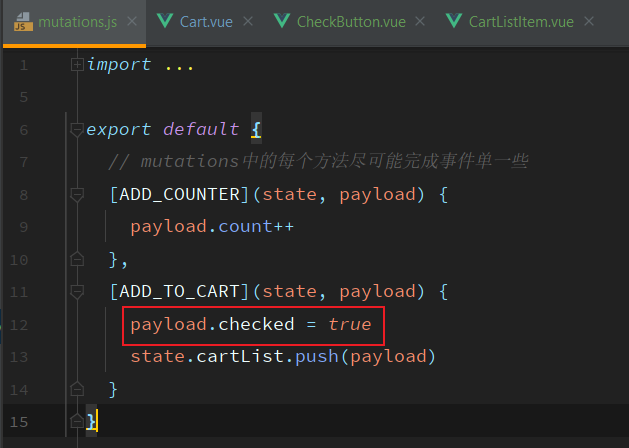 JS mutations.js × Cart.vue × CheckButton.vue × CartListItem.vue ×
1 import ...
5
6 export default {
7 // mutations中的每个方法尽可能完成事件单一些
8 [ADD_COUNTER](state, payload) {
9 payload.count++
10 },
11 [ADD_TO_CART](state, payload) {
12 payload.checked = true
13 state.cartList.push(payload)
14 }
15 }